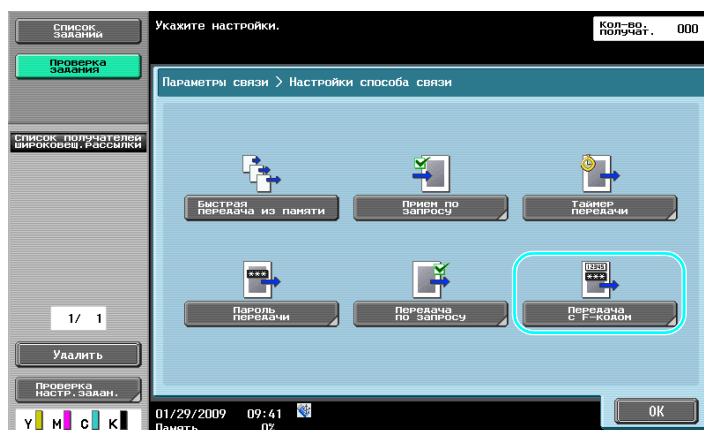 Список
заданий
Укажите настройки.
Кол-во.
получат.
000
Проверка
задания
Параметры связи > Настройки способа связи
Список получателей
широковещ.рассылки
Быстрая
передача из памяти
Прием по
запросу
Таймер
передачи
12345
***
***
Пароль
передачи
Передача
по запросу
Передача
с F-кодом
1/ 1
Удалить
Проверка
настр.задан.
Y M C K
01/29/2009 09:41
Память 0%
OK